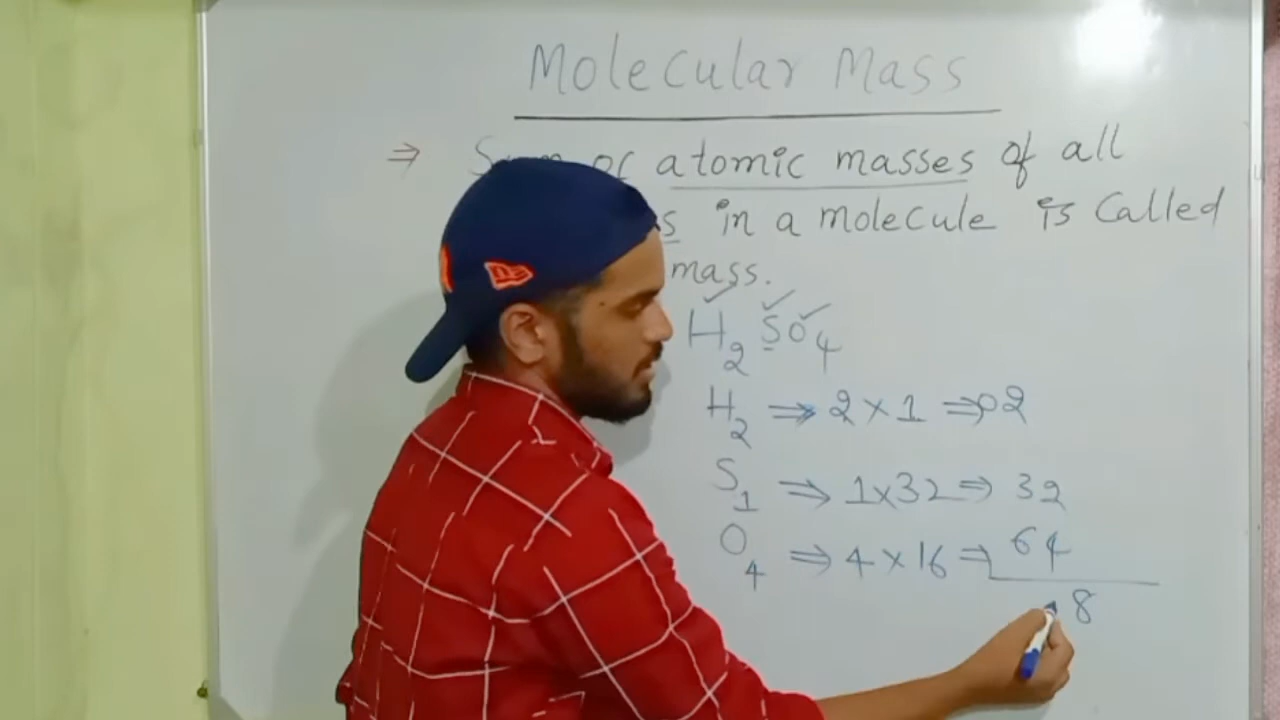 Molecular Mass
⇒ of atomic masses of all
s in a molecule is Called
mass.
H₂SO₄
H₂ ⇒ 2 × 1 ⇒ 02
S₁ ⇒ 1×32 ⇒ 32
O₄ ⇒ 4 × 16 ⇒ 64
8